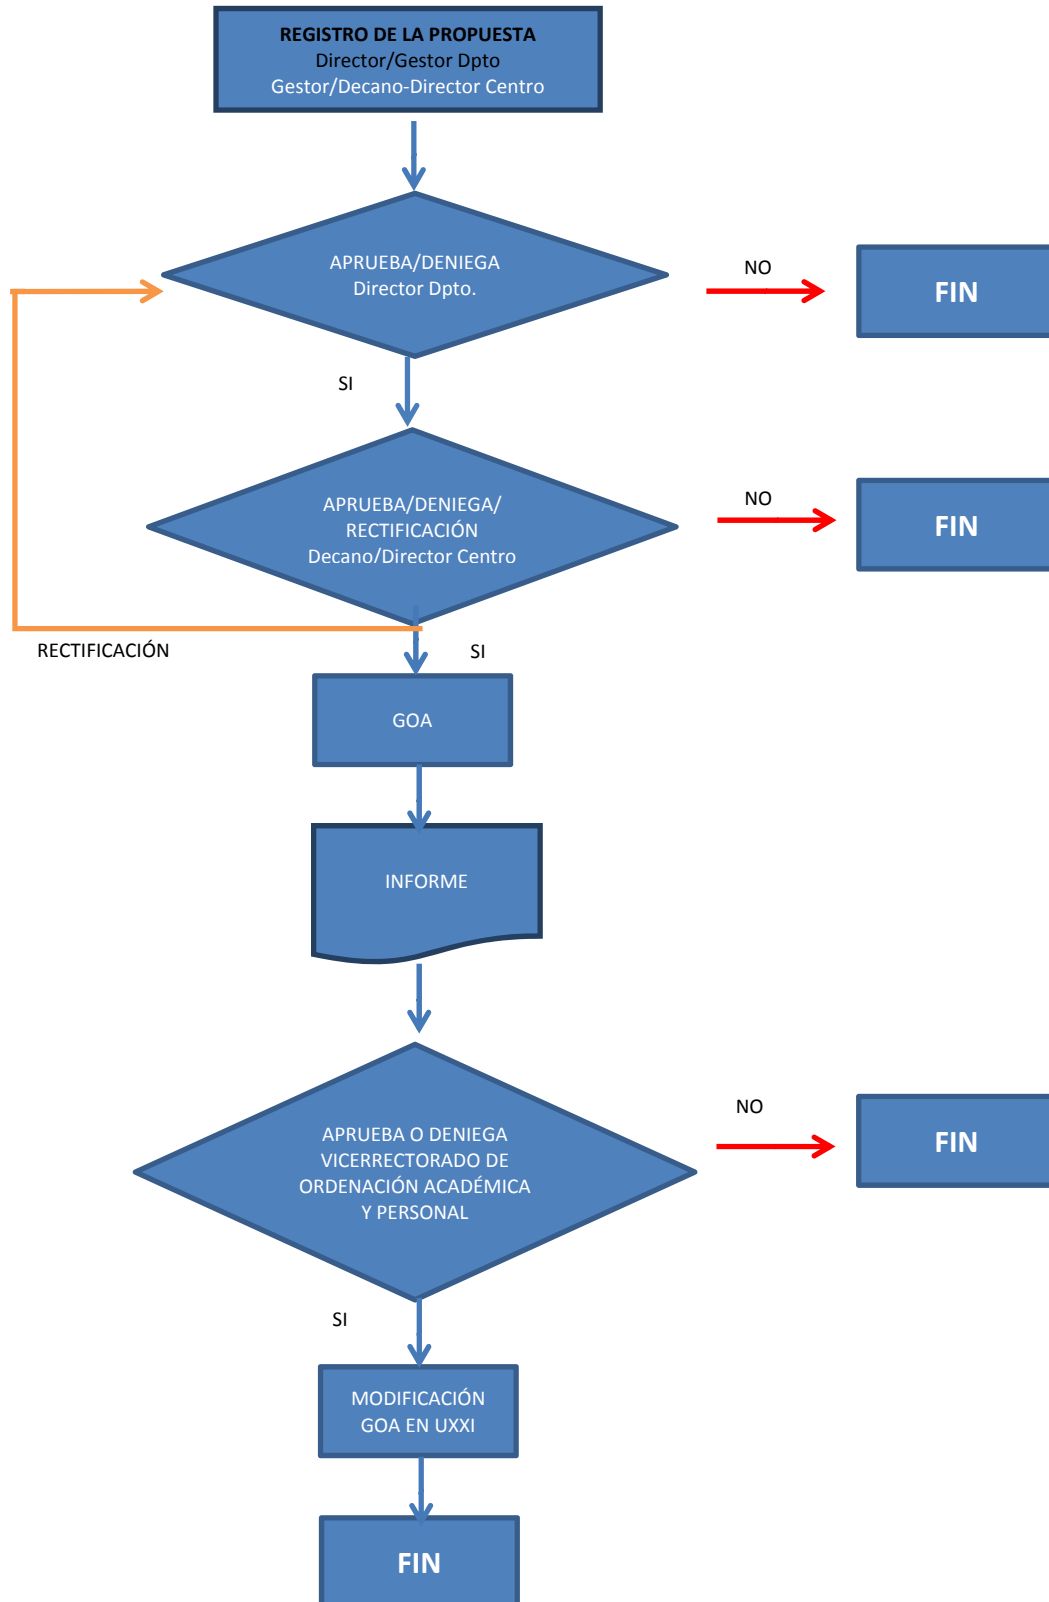 REGISTRO DE LA PROPUESTA
Director/Gestor Dpto
Gestor/Decano-Director Centro
APRUEBA/DENIEGA
Director Dpto.
NO
FIN
SI
APRUEBA/DENIEGA/
RECTIFICACIÓN
Decano/Director Centro
NO
FIN
RECTIFICACIÓN
SI
GOA
INFORME
APRUEBA O DENIEGA
VICERRECTORADO DE
ORDENACIÓN ACADÉMICA
Y PERSONAL
NO
FIN
SI
MODIFICACIÓN
GOA EN UXXI
FIN